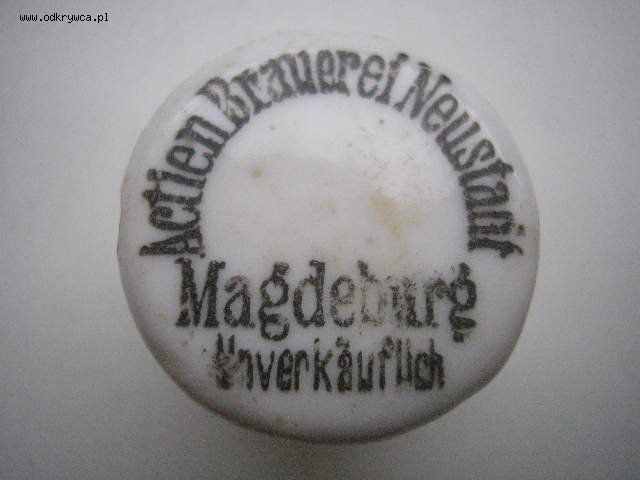 www.odkrywca.pl
Actien Brauerei Neustadt
Magdeburg
Unverkäuflich